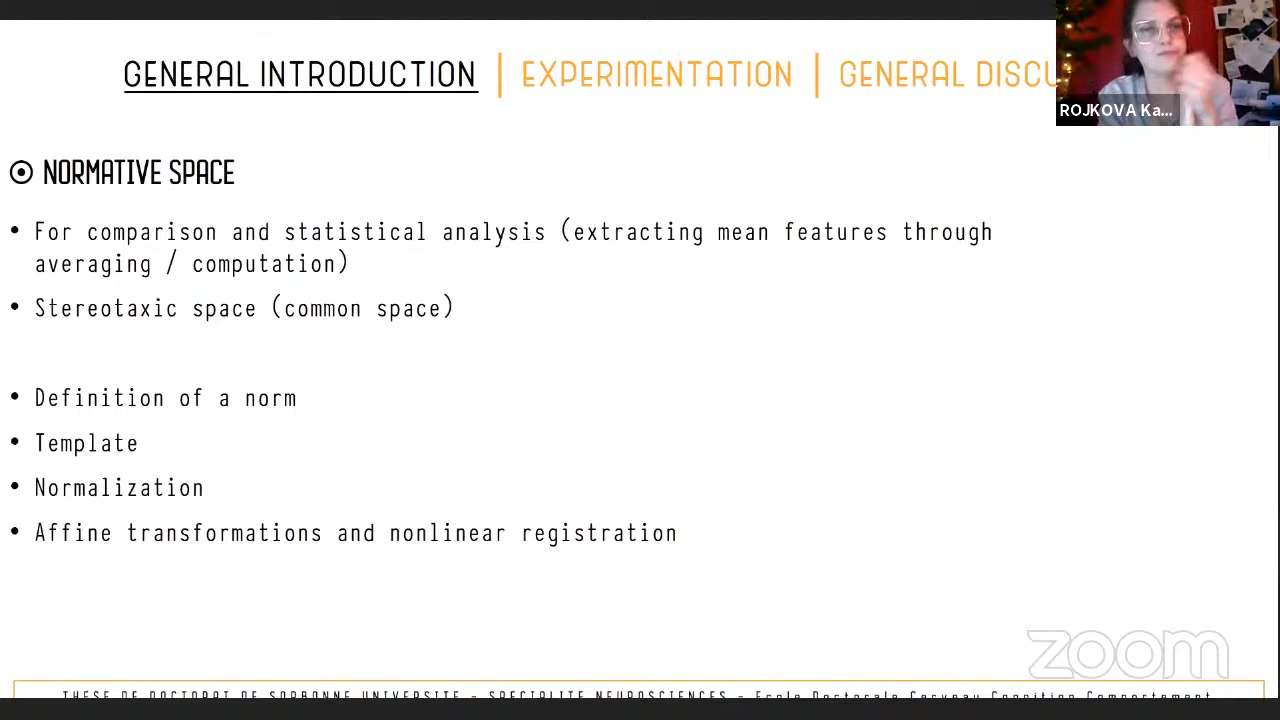 GENERAL INTRODUCTION | EXPERIMENTATION | GENERAL DISCU
ROJKOVA Ka...
NORMATIVE SPACE
• For comparison and statistical analysis (extracting mean features through
averaging / computation)
• Stereotaxic space (common space)
• Definition of a norm
• Template
• Normalization
• Affine transformations and nonlinear registration
zoom
THESE DE DOCTORAT DE SORBONNE UNIVERSITE - SPECIALITE NEUROSCIENCES - Ecole Doctorale Cerveau Cognition Comportement